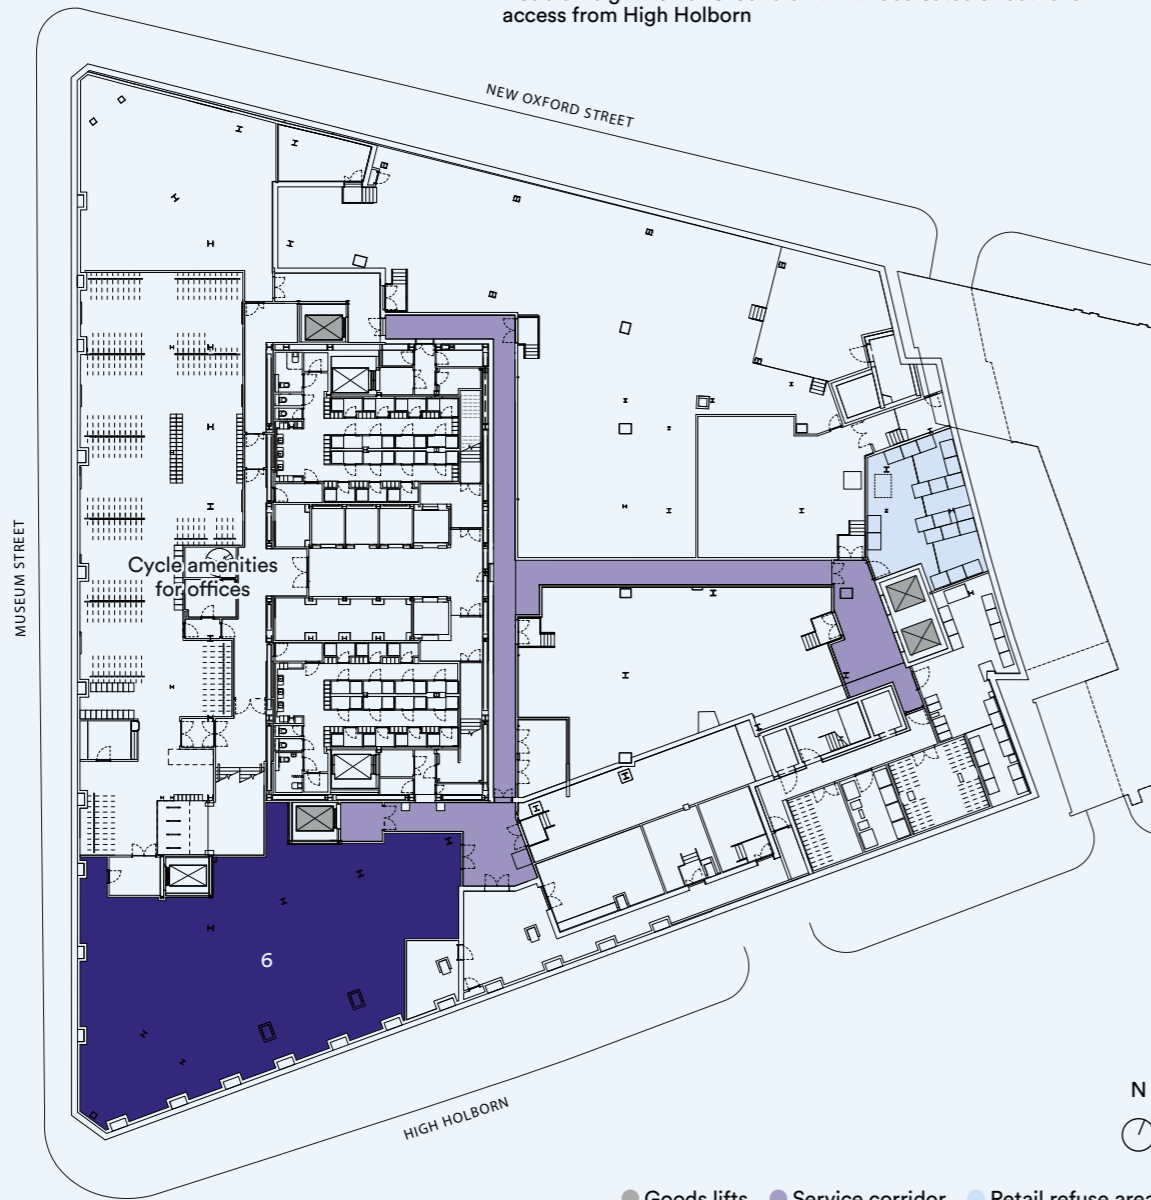 access from High Holborn
NEW OXFORD STREET
MUSEUM STREET
Cycle amenities
for offices
6
HIGH HOLBORN
N
Goods lifts
Service corridor
Retail refuse area